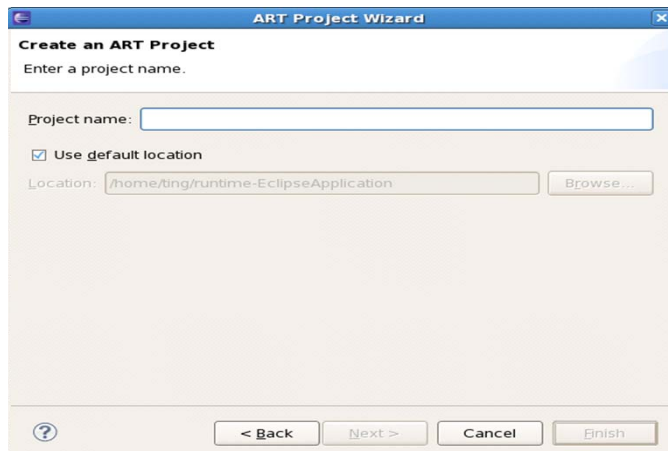 ART Project Wizard
Create an ART Project
Enter a project name.
Project name:
Use default location
Location: /home/ting/runtime-EclipseApplication Browse...
? < Back Next > Cancel Finish